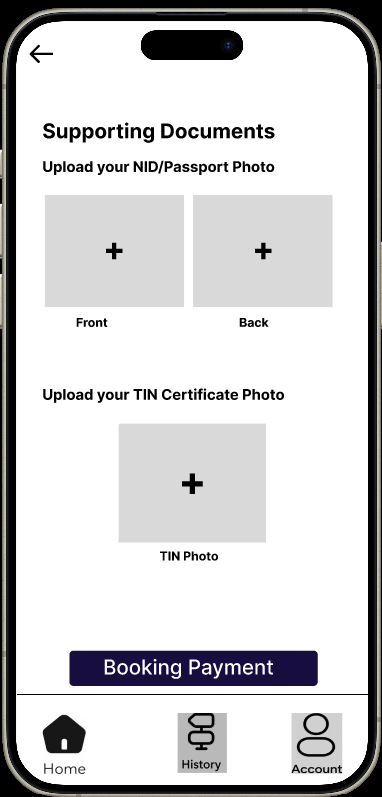 Supporting Documents
Upload your NID/Passport Photo
Front
Back
Upload your TIN Certificate Photo
TIN Photo
Booking Payment
Home
History
Account